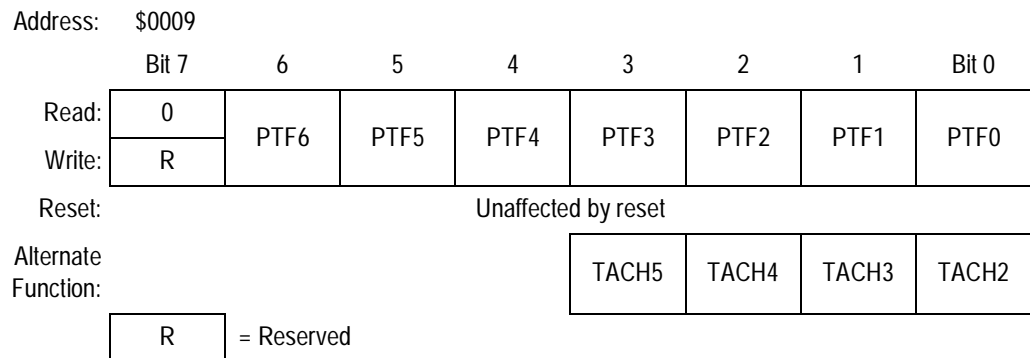 Address: $0009
Bit 7 6 5 4 3 2 1 Bit 0
Read: 0 PTF6 PTF5 PTF4 PTF3 PTF2 PTF1 PTF0
Write: R
Reset: Unaffected by reset
Alternate
Function: TACH5 TACH4 TACH3 TACH2
R = Reserved